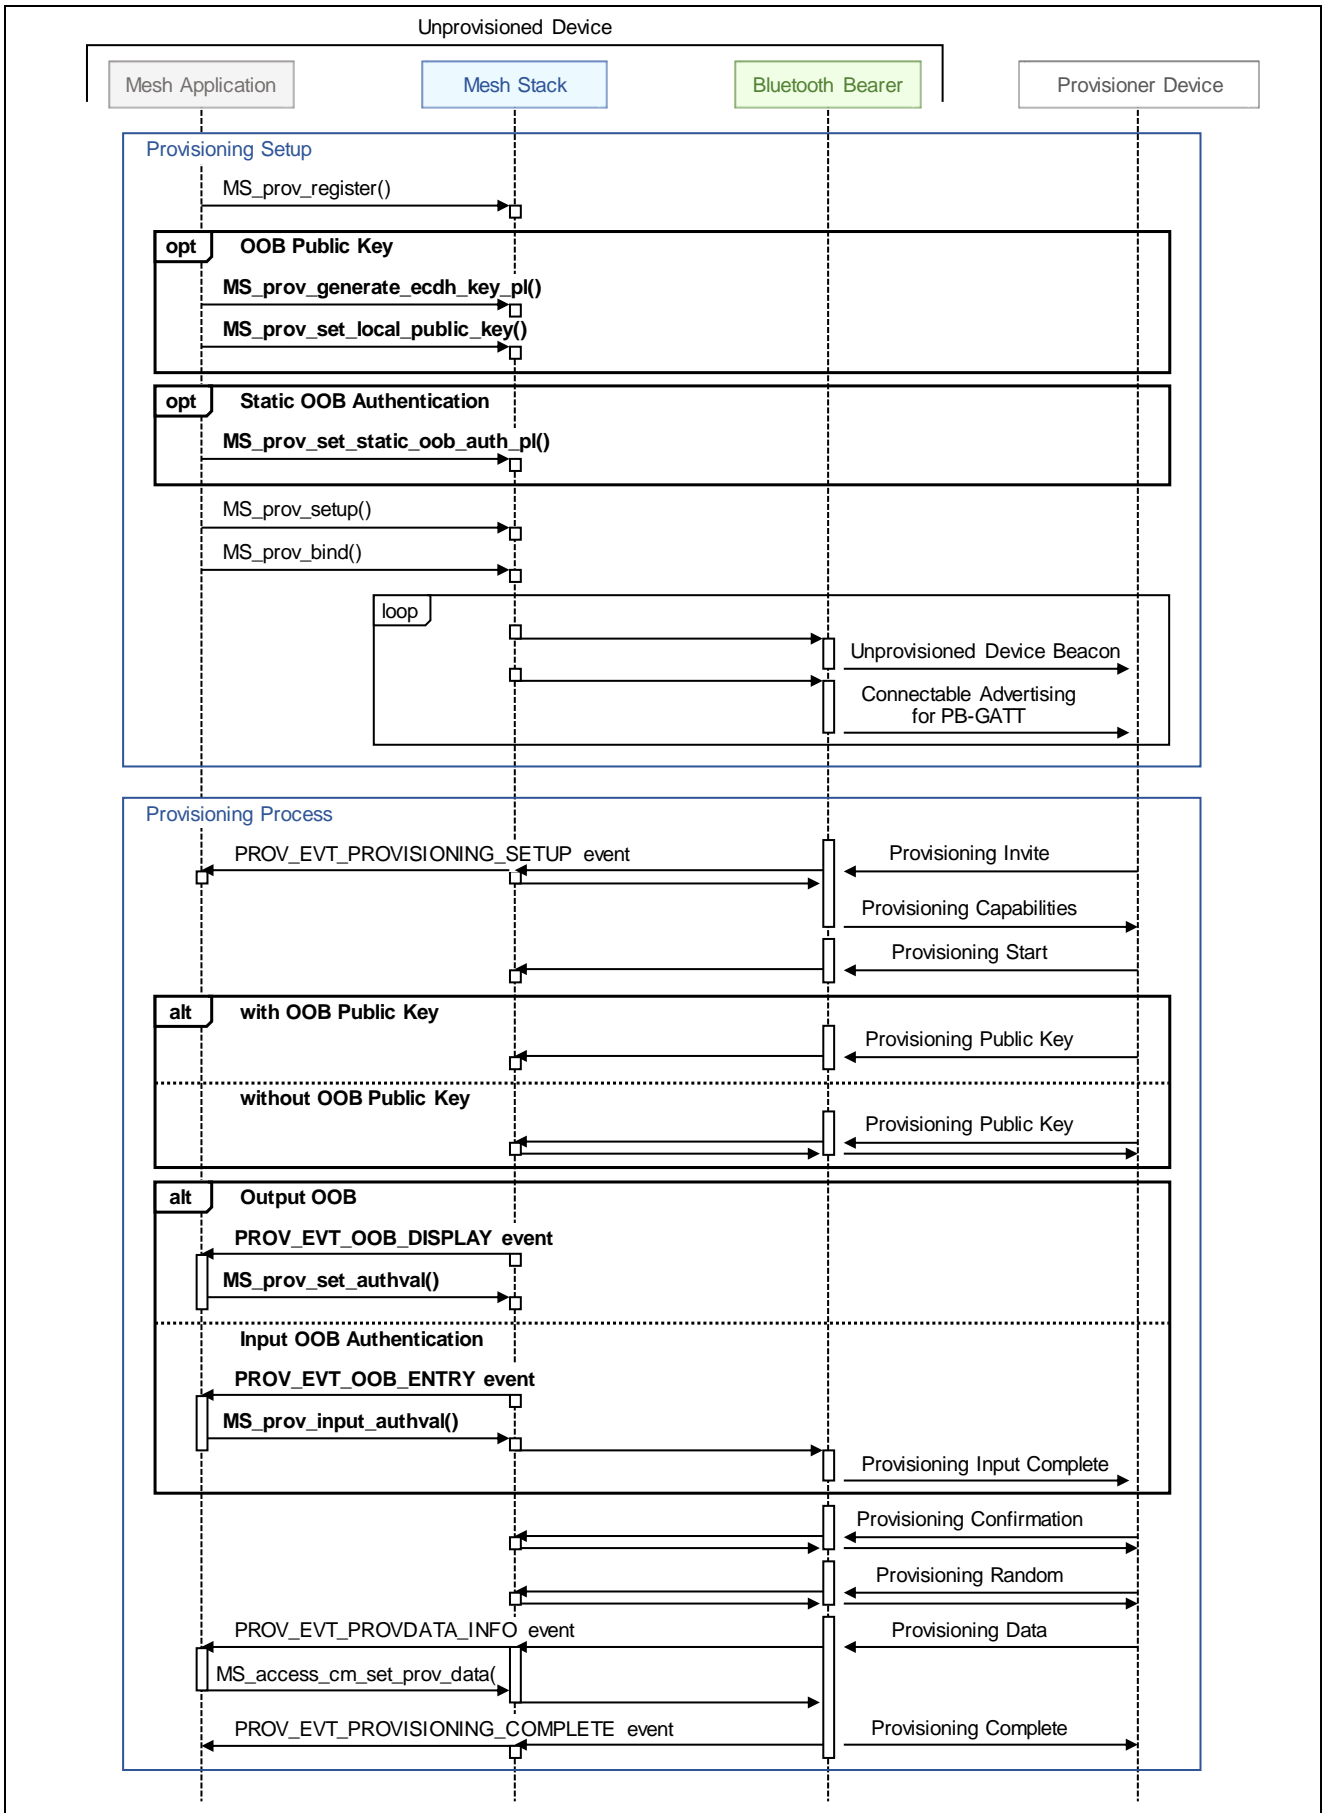 Unprovisioned Device
Mesh Application
Mesh Stack
Bluetooth Bearer
Provisioner Device
Provisioning Setup
MS_prov_register()
opt
OOB Public Key
MS_prov_generate_ecdh_key_pl()
MS_prov_set_local_public_key()
opt
Static OOB Authentication
MS_prov_set_static_oob_auth_pl()
MS_prov_setup()
MS_prov_bind()
loop
Unprovisioned Device Beacon
Connectable Advertising
for PB-GATT
Provisioning Process
PROV_EVT_PROVISIONING_SETUP event
Provisioning Invite
Provisioning Capabilities
Provisioning Start
alt
with OOB Public Key
Provisioning Public Key
without OOB Public Key
Provisioning Public Key
alt
Output OOB
PROV_EVT_OOB_DISPLAY event
MS_prov_set_authval()
Input OOB Authentication
PROV_EVT_OOB_ENTRY event
MS_prov_input_authval()
Provisioning Input Complete
Provisioning Confirmation
Provisioning Random
PROV_EVT_PROVDATA_INFO event
Provisioning Data
MS_access_cm_set_prov_data(
PROV_EVT_PROVISIONING_COMPLETE event
Provisioning Complete